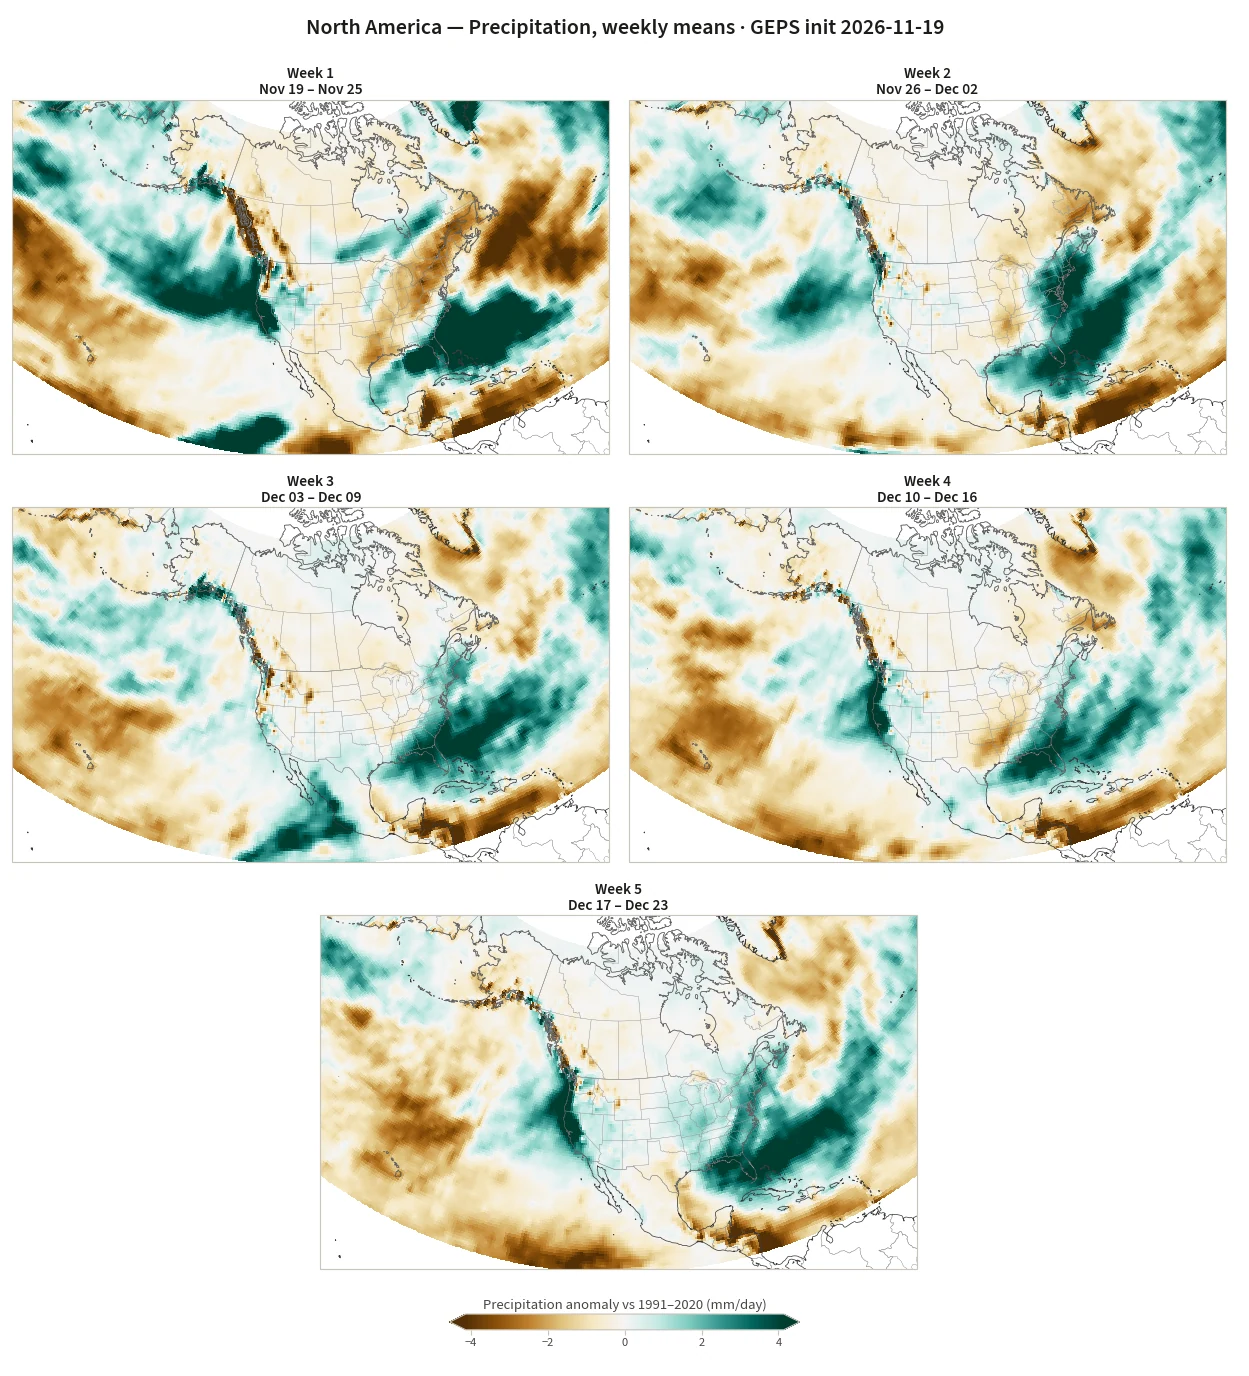 North America — Precipitation, weekly means · GEPS init 2026-11-19
Week 1
Nov 19 – Nov 25
Week 2
Nov 26 – Dec 02
Week 3
Dec 03 – Dec 09
Week 4
Dec 10 – Dec 16
Week 5
Dec 17 – Dec 23
Precipitation anomaly vs 1991–2020 (mm/day)
−4 −2 0 2 4